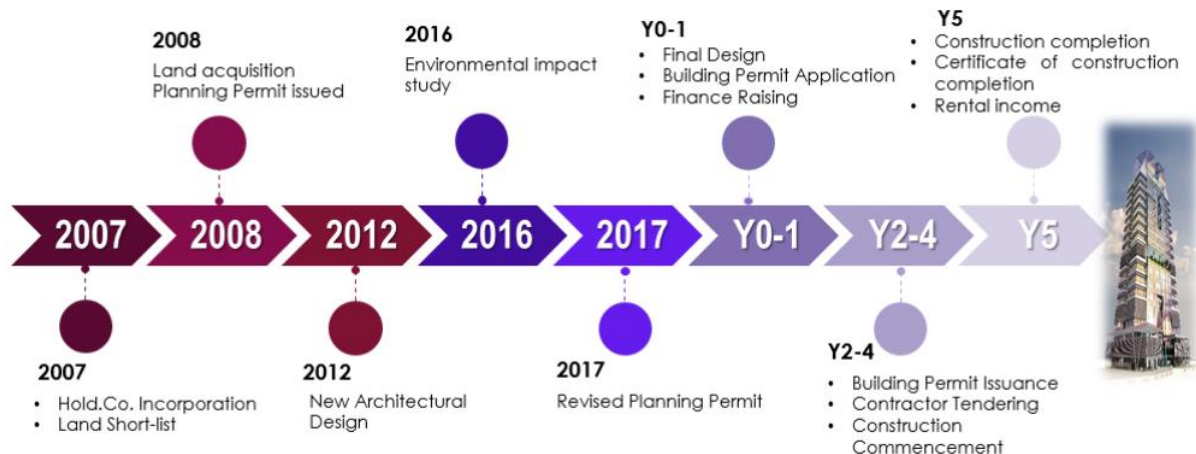 2008
Land acquisition
Planning Permit issued
2016
Environmental impact
study
Y0-1
• Final Design
• Building Permit Application
• Finance Raising
Y5
• Construction completion
• Certificate of construction
completion
• Rental income
2007
2008
2012
2016
2017
Y0-1
Y2-4
Y5
2007
• Hold.Co. Incorporation
• Land Short-list
2012
New Architectural
Design
2017
Revised Planning Permit
Y2-4
• Building Permit Issuance
• Contractor Tendering
• Construction
Commencement